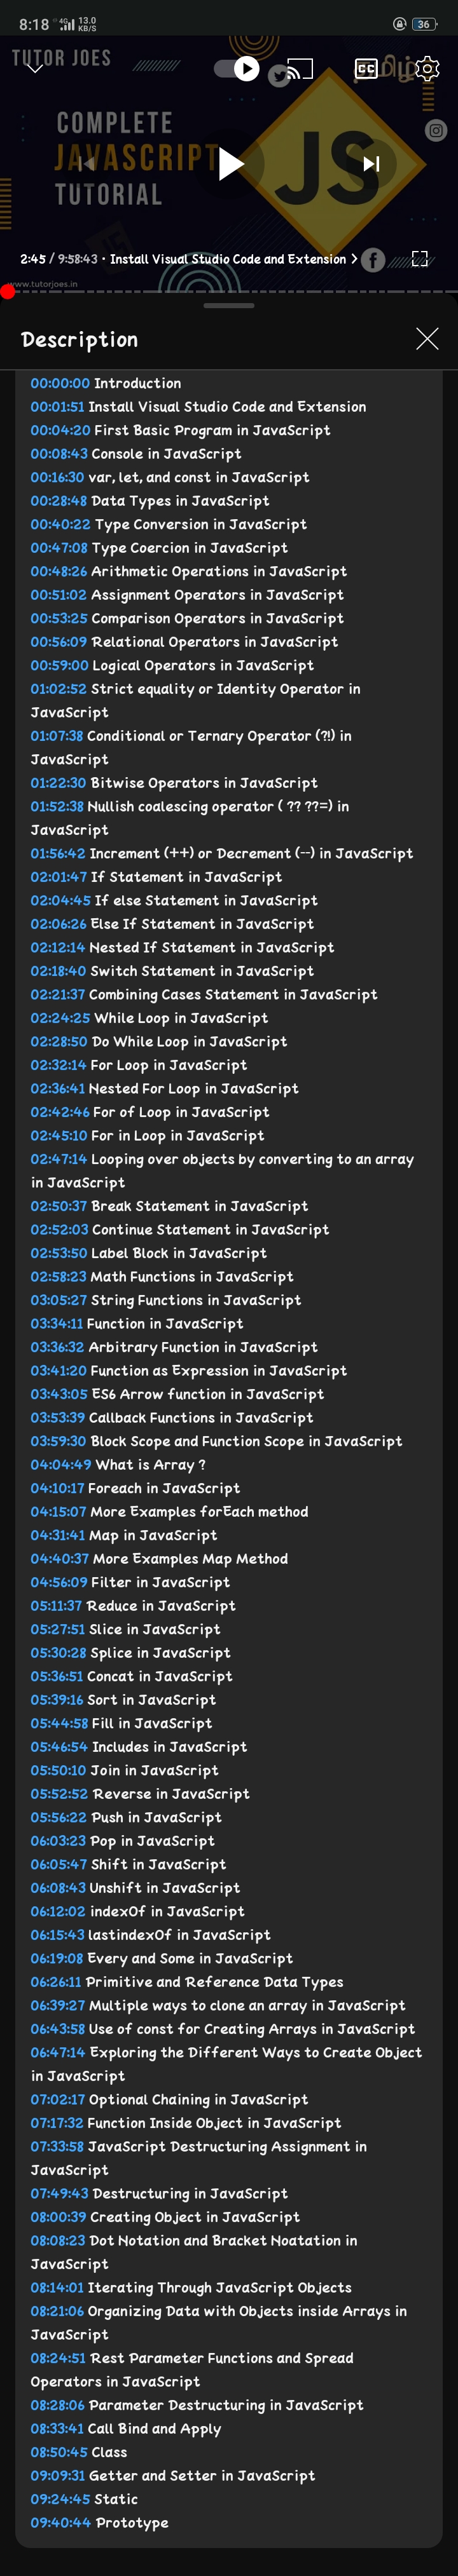 8:18 4G 13.0 KB/S 36
TUTOR JOES தமிழ்
CC
COMPLETE
JAVASCRIPT JS
TUTORIAL
2:45 / 9:58:43 · Install Visual Studio Code and Extension >
www.tutorjoes.in
Description
00:00:00 Introduction
00:01:51 Install Visual Studio Code and Extension
00:04:20 First Basic Program in JavaScript
00:08:43 Console in JavaScript
00:16:30 var, let, and const in JavaScript
00:28:48 Data Types in JavaScript
00:40:22 Type Conversion in JavaScript
00:47:08 Type Coercion in JavaScript
00:48:26 Arithmetic Operations in JavaScript
00:51:02 Assignment Operators in JavaScript
00:53:25 Comparison Operators in JavaScript
00:56:09 Relational Operators in JavaScript
00:59:00 Logical Operators in JavaScript
01:02:52 Strict equality or Identity Operator in
JavaScript
01:07:38 Conditional or Ternary Operator (?!) in
JavaScript
01:22:30 Bitwise Operators in JavaScript
01:52:38 Nullish coalescing operator ( ?? ??=) in
JavaScript
01:56:42 Increment (++) or Decrement (--) in JavaScript
02:01:47 If Statement in JavaScript
02:04:45 If else Statement in JavaScript
02:06:26 Else If Statement in JavaScript
02:12:14 Nested If Statement in JavaScript
02:18:40 Switch Statement in JavaScript
02:21:37 Combining Cases Statement in JavaScript
02:24:25 While Loop in JavaScript
02:28:50 Do While Loop in JavaScript
02:32:14 For Loop in JavaScript
02:36:41 Nested For Loop in JavaScript
02:42:46 For of Loop in JavaScript
02:45:10 For in Loop in JavaScript
02:47:14 Looping over objects by converting to an array
in JavaScript
02:50:37 Break Statement in JavaScript
02:52:03 Continue Statement in JavaScript
02:53:50 Label Block in JavaScript
02:58:23 Math Functions in JavaScript
03:05:27 String Functions in JavaScript
03:34:11 Function in JavaScript
03:36:32 Arbitrary Function in JavaScript
03:41:20 Function as Expression in JavaScript
03:43:05 ES6 Arrow function in JavaScript
03:53:39 Callback Functions in JavaScript
03:59:30 Block Scope and Function Scope in JavaScript
04:04:49 What is Array ?
04:10:17 Foreach in JavaScript
04:15:07 More Examples forEach method
04:31:41 Map in JavaScript
04:40:37 More Examples Map Method
04:56:09 Filter in JavaScript
05:11:37 Reduce in JavaScript
05:27:51 Slice in JavaScript
05:30:28 Splice in JavaScript
05:36:51 Concat in JavaScript
05:39:16 Sort in JavaScript
05:44:58 Fill in JavaScript
05:46:54 Includes in JavaScript
05:50:10 Join in JavaScript
05:52:52 Reverse in JavaScript
05:56:22 Push in JavaScript
06:03:23 Pop in JavaScript
06:05:47 Shift in JavaScript
06:08:43 Unshift in JavaScript
06:12:02 indexOf in JavaScript
06:15:43 lastindexOf in JavaScript
06:19:08 Every and Some in JavaScript
06:26:11 Primitive and Reference Data Types
06:39:27 Multiple ways to clone an array in JavaScript
06:43:58 Use of const for Creating Arrays in JavaScript
06:47:14 Exploring the Different Ways to Create Object
in JavaScript
07:02:17 Optional Chaining in JavaScript
07:17:32 Function Inside Object in JavaScript
07:33:58 JavaScript Destructuring Assignment in
JavaScript
07:49:43 Destructuring in JavaScript
08:00:39 Creating Object in JavaScript
08:08:23 Dot Notation and Bracket Noatation in
JavaScript
08:14:01 Iterating Through JavaScript Objects
08:21:06 Organizing Data with Objects inside Arrays in
JavaScript
08:24:51 Rest Parameter Functions and Spread
Operators in JavaScript
08:28:06 Parameter Destructuring in JavaScript
08:33:41 Call Bind and Apply
08:50:45 Class
09:09:31 Getter and Setter in JavaScript
09:24:45 Static
09:40:44 Prototype